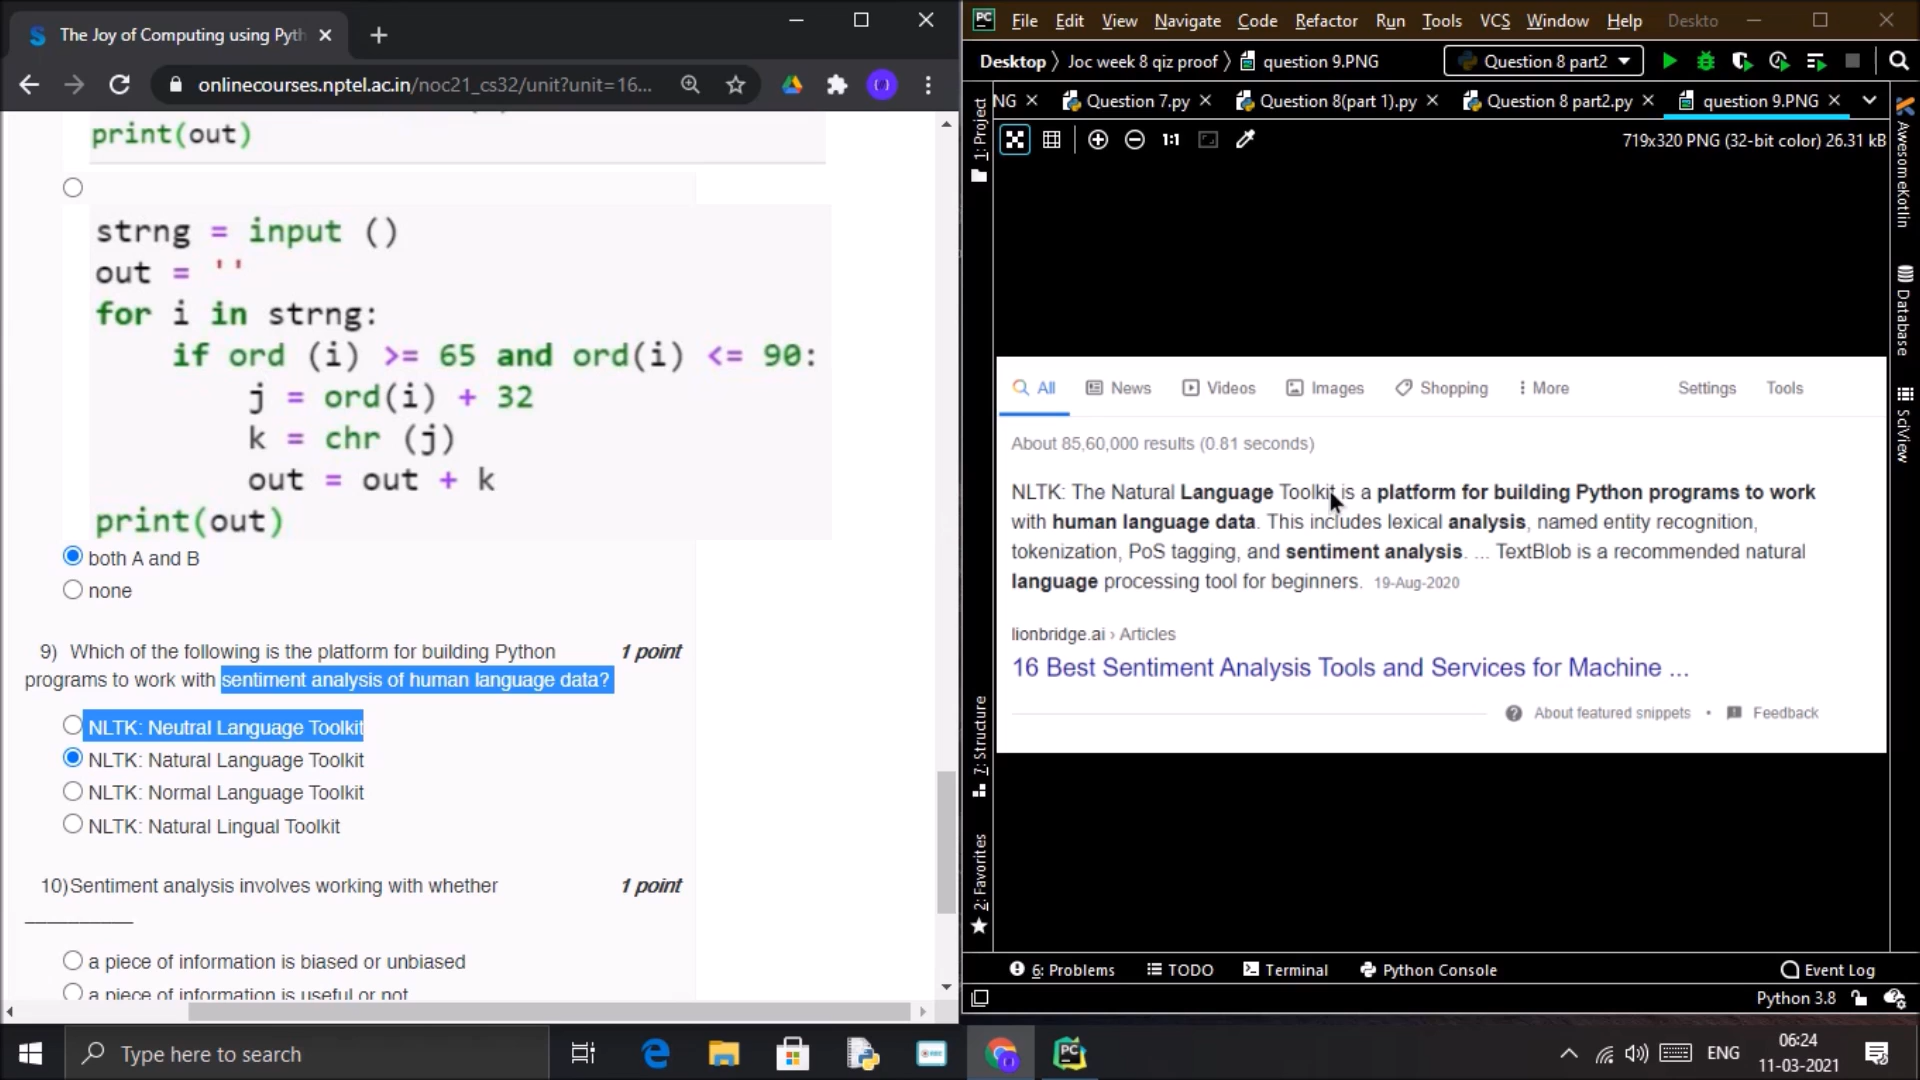 The Joy of Computing using Pyth
onlinecourses.nptel.ac.in/noc21_cs32/unit?unit=16...
print(out)
strng = input ()
out = ''
for i in strng:
if ord (i) >= 65 and ord(i) <= 90:
j = ord(i) + 32
k = chr (j)
out = out + k
print(out)
both A and B
none
9) Which of the following is the platform for building Python 1 point
programs to work with sentiment analysis of human language data?
NLTK: Neutral Language Toolkit
NLTK: Natural Language Toolkit
NLTK: Normal Language Toolkit
NLTK: Natural Lingual Toolkit
10)Sentiment analysis involves working with whether 1 point
__________
a piece of information is biased or unbiased
a piece of information is useful or not
PC File Edit View Navigate Code Refactor Run Tools VCS Window Help Deskto
Desktop Joc week 8 qiz proof question 9.PNG Question 8 part2
NG Question 7.py Question 8(part 1).py Question 8 part2.py question 9.PNG
1:1 719x320 PNG (32-bit color) 26.31 kB
1: Project
7: Structure
2: Favorites
AwesomeKotlin
Database
SciView
All News Videos Images Shopping More Settings Tools
About 85,60,000 results (0.81 seconds)
NLTK: The Natural Language Toolkit is a platform for building Python programs to work
with human language data. This includes lexical analysis, named entity recognition,
tokenization, PoS tagging, and sentiment analysis. ... TextBlob is a recommended natural
language processing tool for beginners. 19-Aug-2020
lionbridge.ai › Articles
16 Best Sentiment Analysis Tools and Services for Machine ...
About featured snippets • Feedback
6: Problems TODO Terminal Python Console Event Log
Python 3.8
Type here to search
PC
ENG
06:24
11-03-2021